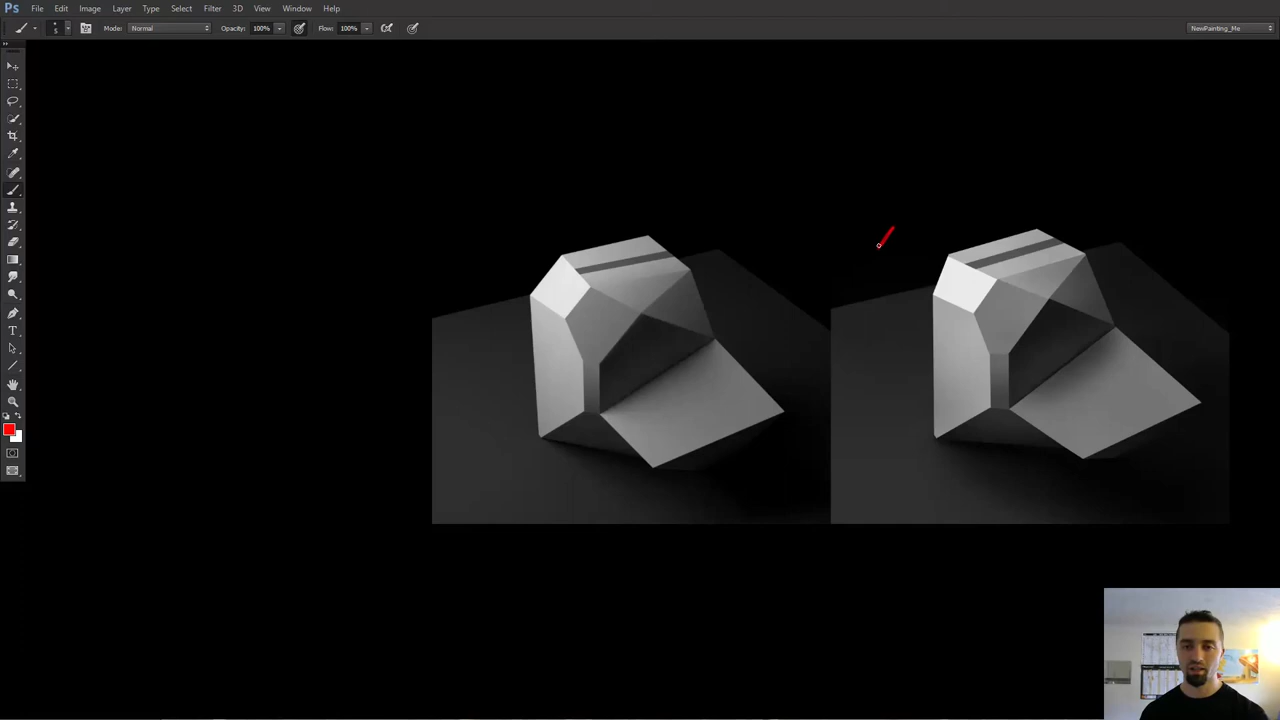 Ps File Edit Image Layer Type Select Filter 3D View Window Help
5 Mode: Normal Opacity: 100% Flow: 100% NewPainting_Me
T